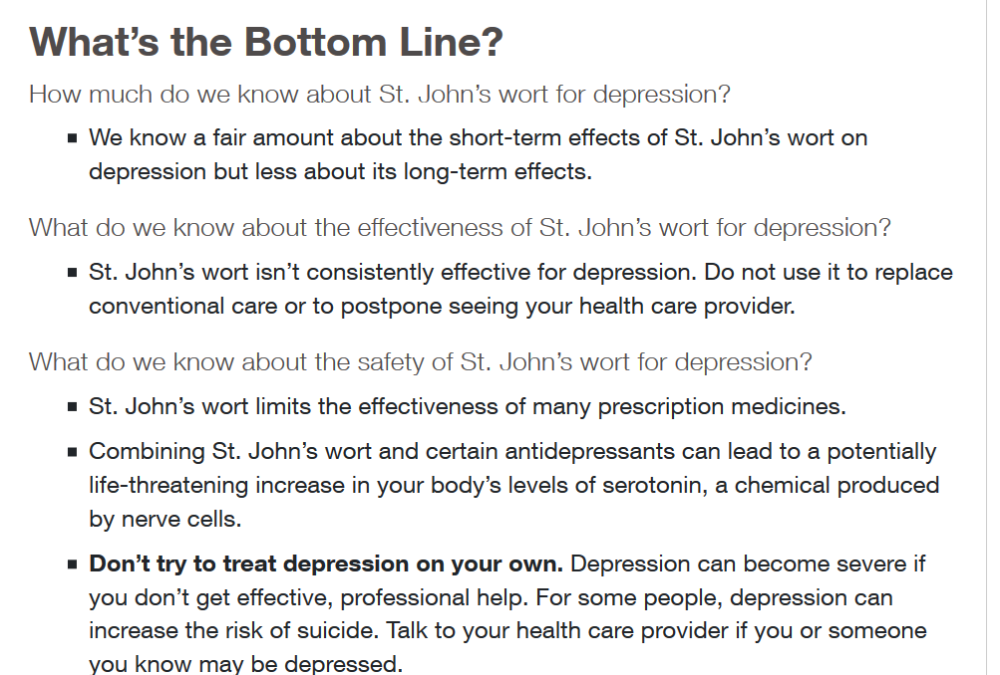 What’s the Bottom Line?
How much do we know about St. John’s wort for depression?
▪ We know a fair amount about the short-term effects of St. John’s wort on
depression but less about its long-term effects.
What do we know about the effectiveness of St. John’s wort for depression?
▪ St. John’s wort isn’t consistently effective for depression. Do not use it to replace
conventional care or to postpone seeing your health care provider.
What do we know about the safety of St. John’s wort for depression?
▪ St. John’s wort limits the effectiveness of many prescription medicines.
▪ Combining St. John’s wort and certain antidepressants can lead to a potentially
life-threatening increase in your body’s levels of serotonin, a chemical produced
by nerve cells.
▪ Don’t try to treat depression on your own. Depression can become severe if
you don’t get effective, professional help. For some people, depression can
increase the risk of suicide. Talk to your health care provider if you or someone
you know may be depressed.